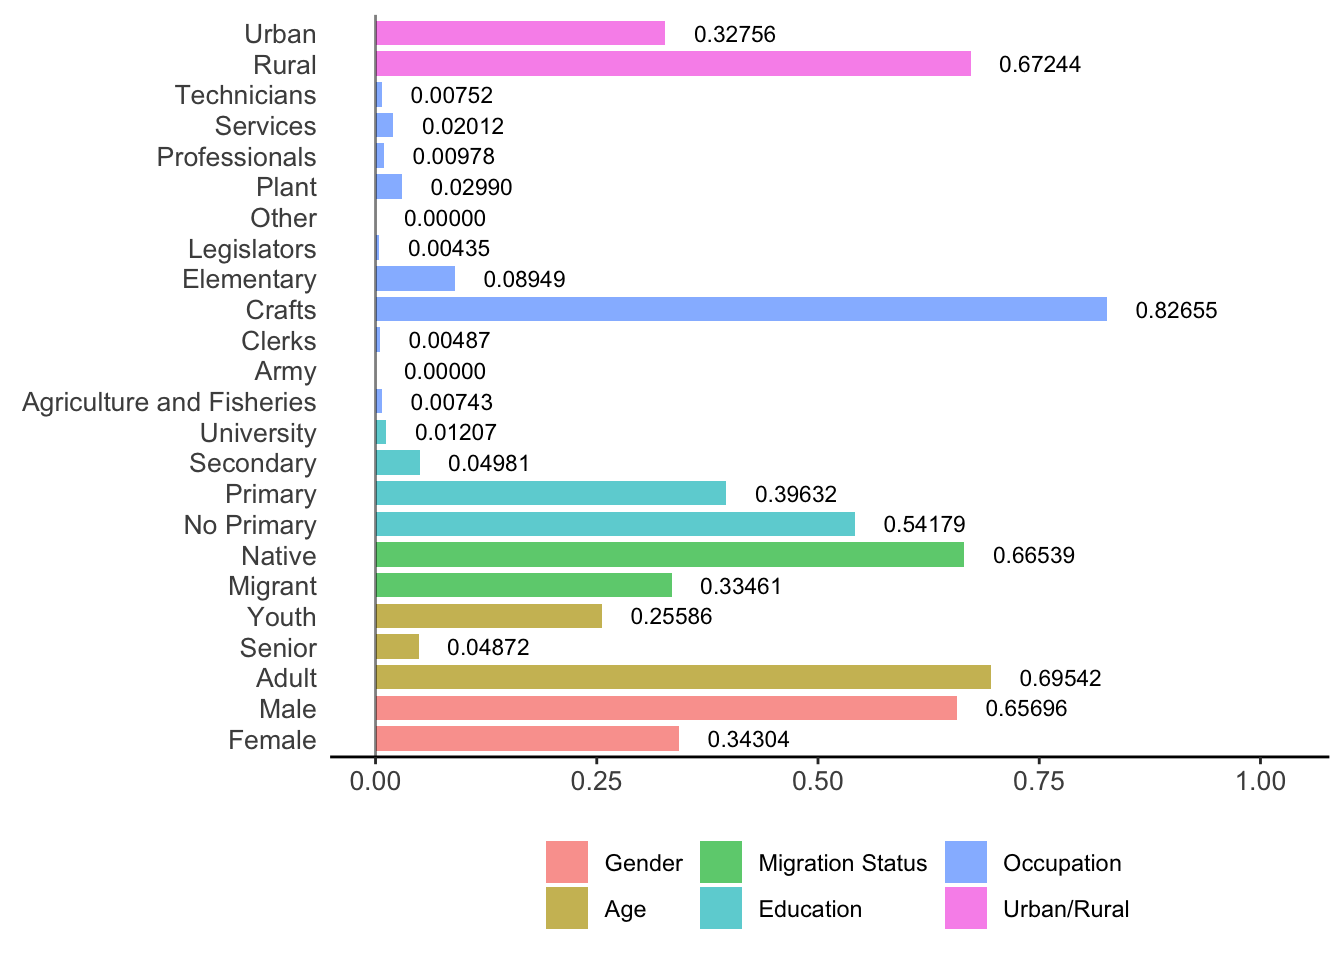 Urban 0.32756
Rural 0.67244
Technicians 0.00752
Services 0.02012
Professionals 0.00978
Plant 0.02990
Other 0.00000
Legislators 0.00435
Elementary 0.08949
Crafts 0.82655
Clerks 0.00487
Army 0.00000
Agriculture and Fisheries 0.00743
University 0.01207
Secondary 0.04981
Primary 0.39632
No Primary 0.54179
Native 0.66539
Migrant 0.33461
Youth 0.25586
Senior 0.04872
Adult 0.69542
Male 0.65696
Female 0.34304
0.00 0.25 0.50 0.75 1.00
Gender Migration Status Occupation
Age Education Urban/Rural